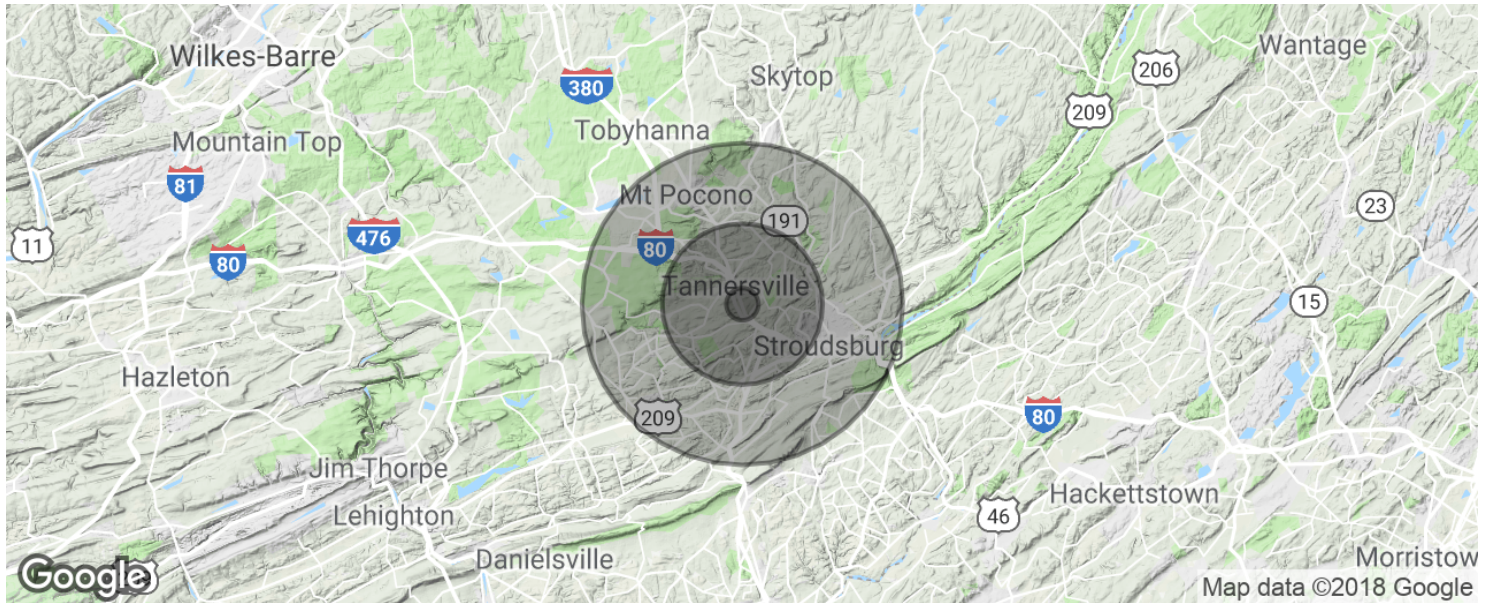 Wantage
Wilkes-Barre
206
Skytop
380
209
Tobyhanna
Mountain Top
81
Mt Pocono
23
191
476
11
80
80
Tannersville
15
Stroudsburg
Hazleton
209
80
Jim Thorpe
Hackettstown
Lehighton
46
Danielsville
Morristow
Google
Map data ©2018 Google